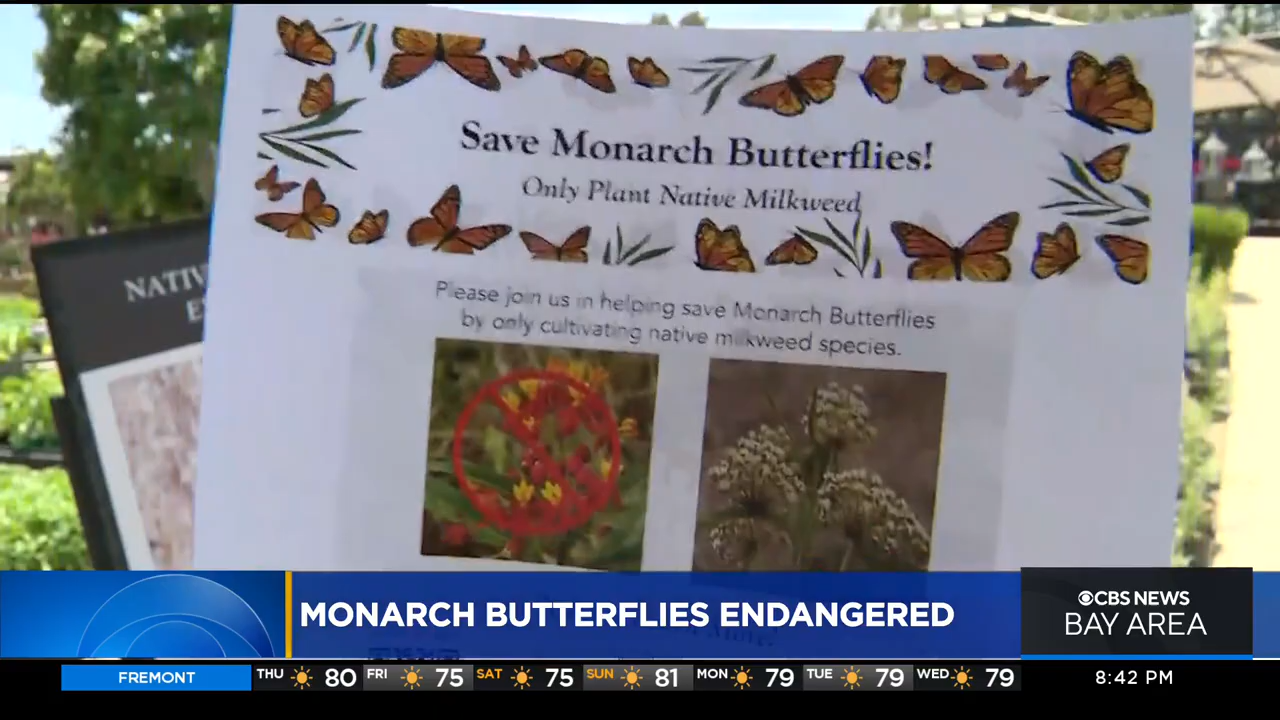 Save Monarch Butterflies!
Only Plant Native Milkweed
NATIV
Please join us in helping save Monarch Butterflies
by only cultivating native milkweed species.
MONARCH BUTTERFLIES ENDANGERED
CBS NEWS
BAY AREA
FREMONT THU 80 FRI 75 SAT 75 SUN 81 MON 79 TUE 79 WED 79 8:42 PM